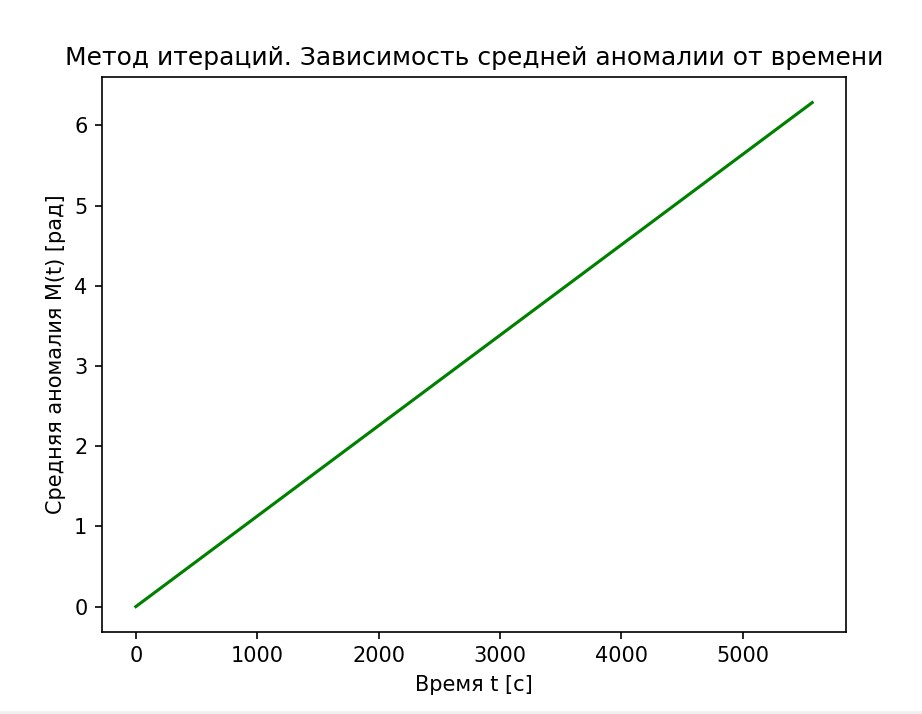 Метод итераций. Зависимость средней аномалии от времени
Средняя аномалия M(t) [рад]
6
5
4
3
2
1
0
0 1000 2000 3000 4000 5000
Время t [с]